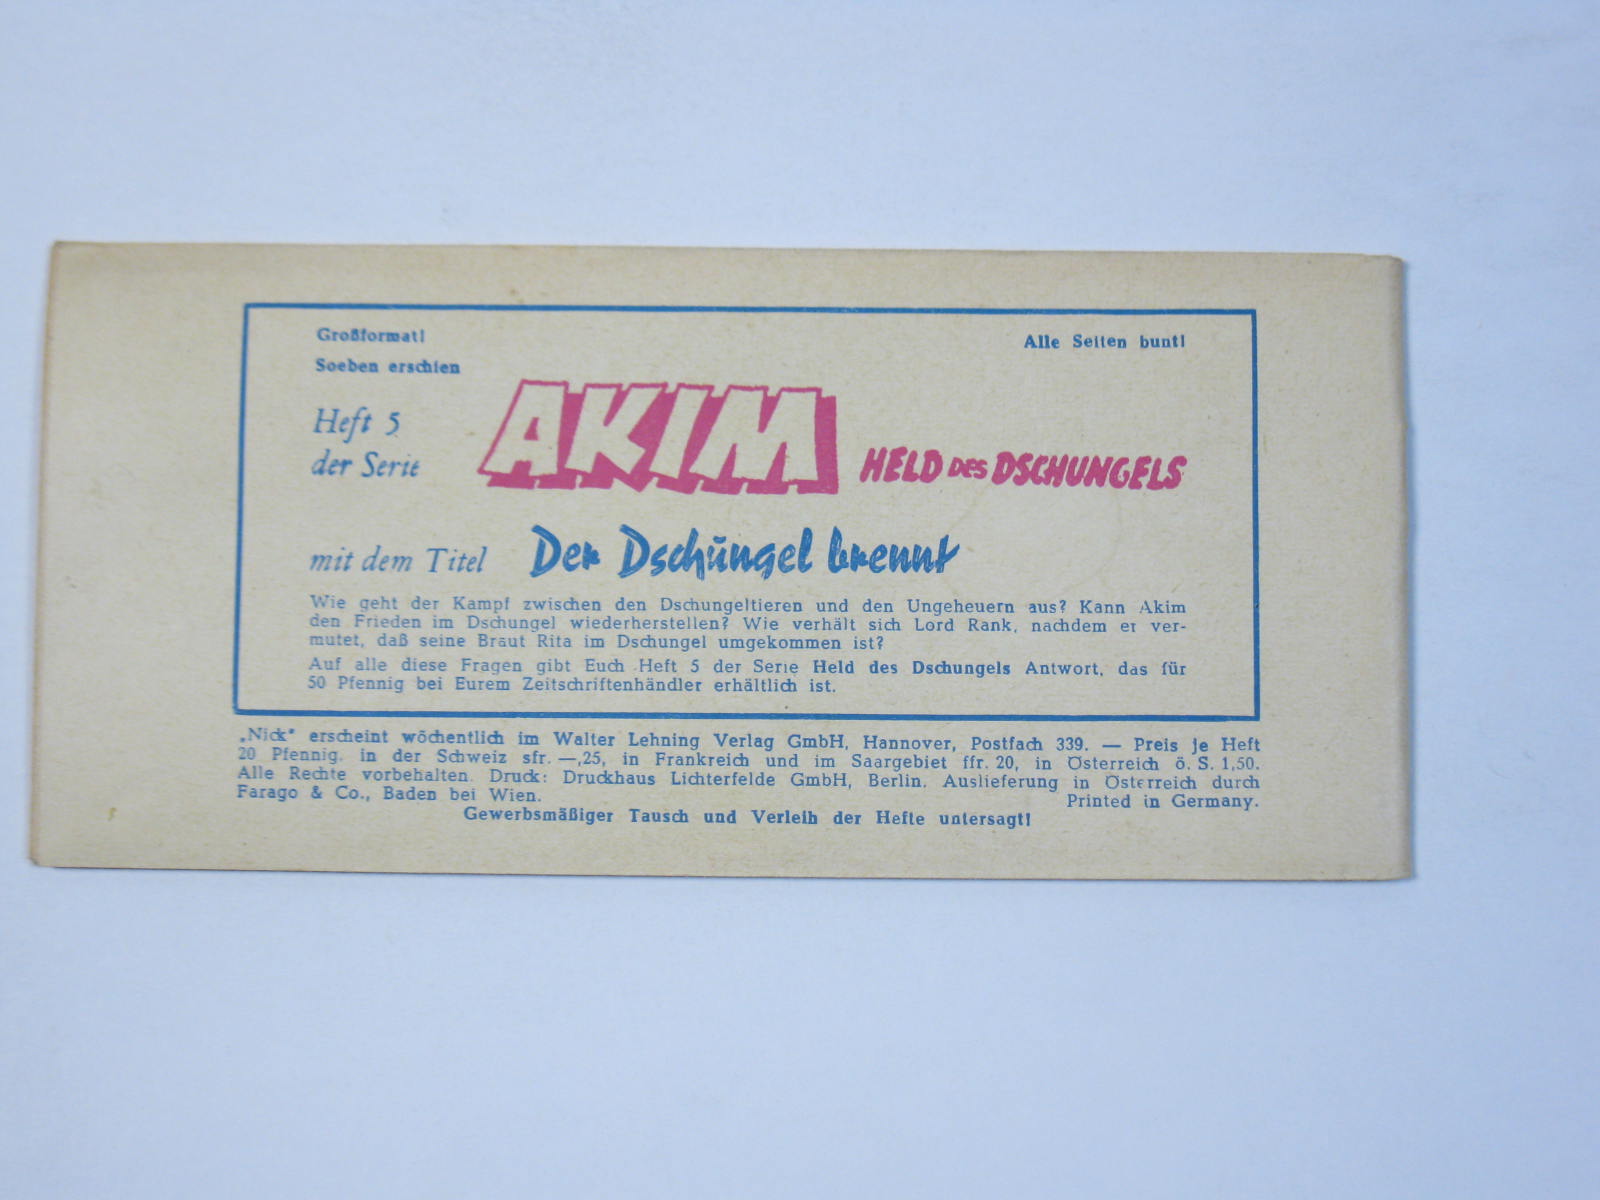 Großformat!
Alle Seiten bunt!
Soeben erschien
Heft 5
der Serie
AKIM HELD DES DSCHUNGELS
mit dem Titel Der Dschungel brennt
Wie geht der Kampf zwischen den Dschungeltieren und den Ungeheuern aus? Kann Akim
den Frieden im Dschungel wiederherstellen? Wie verhält sich Lord Rank, nachdem er ver-
mutet, daß seine Braut Rita im Dschungel umgekommen ist?
Auf alle diese Fragen gibt Euch Heft 5 der Serie Held des Dschungels Antwort, das für
50 Pfennig bei Eurem Zeitschriftenhändler erhältlich ist.
„Nick" erscheint wöchentlich im Walter Lehning Verlag GmbH, Hannover, Postfach 339. — Preis je Heft
20 Pfennig, in der Schweiz sfr. —,25, in Frankreich und im Saargebiet ffr. 20, in Österreich ö. S. 1,50.
Alle Rechte vorbehalten. Druck: Druckhaus Lichterfelde GmbH, Berlin. Auslieferung in Österreich durch
Farago & Co., Baden bei Wien. Printed in Germany.
Gewerbsmäßiger Tausch und Verleih der Hefte untersagt!